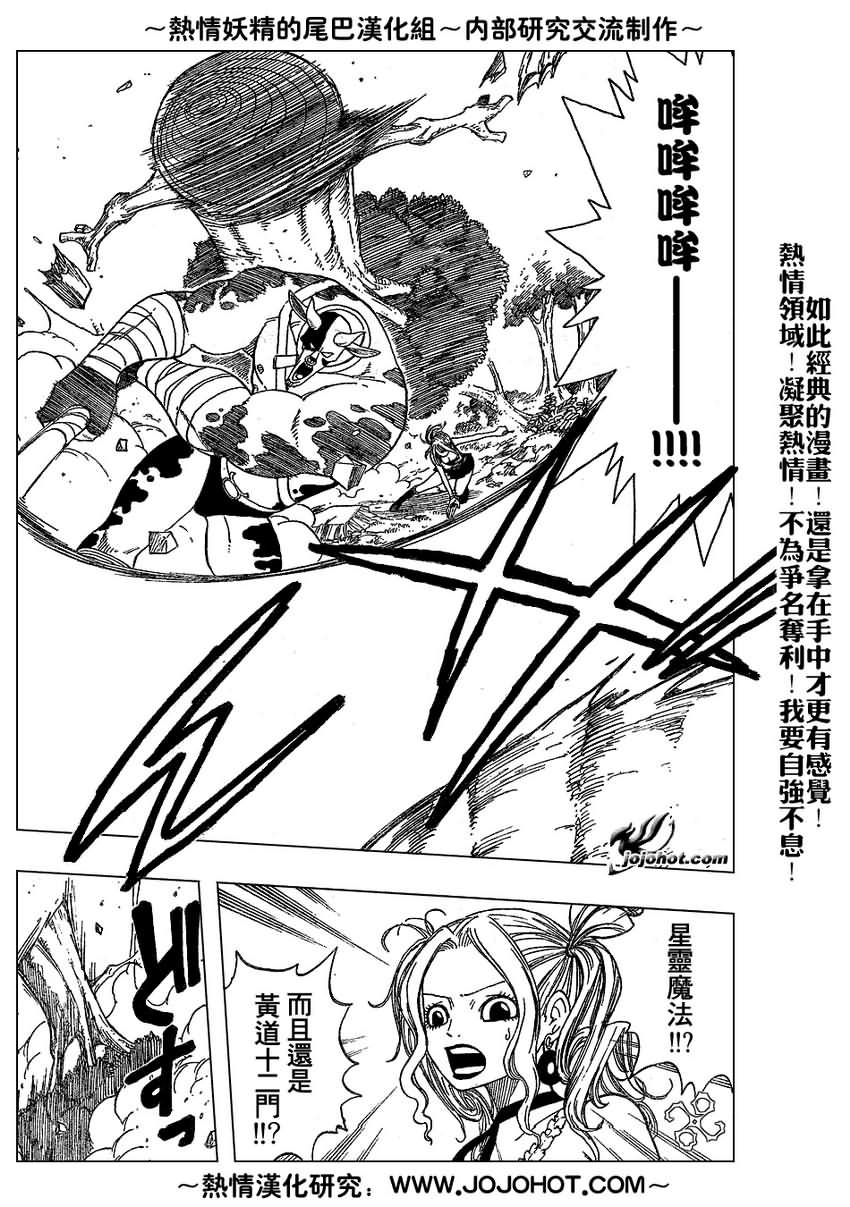 ～熱情妖精的尾巴漢化組～内部研究交流制作～
哞哞哞哞——!!!!
如此經典的漫畫！還是拿在手中才更有感覺！
熱情領域！凝聚熱情！不為爭名奪利！我要自強不息！
jojohot.com
星靈魔法!!?
而且還是
黃道十二門!!?
どすっ
～熱情漢化研究：WWW.JOJOHOT.COM～